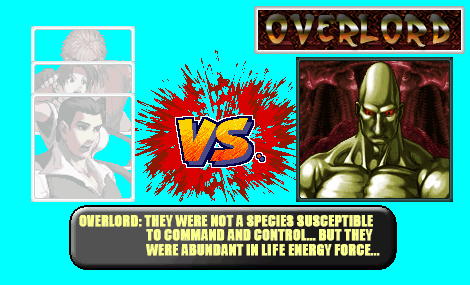 OVERLORD
VS.
OVERLORD: THEY WERE NOT A SPECIES SUSCEPTIBLE
TO COMMAND AND CONTROL... BUT THEY
WERE ABUNDANT IN LIFE ENERGY FORCE...